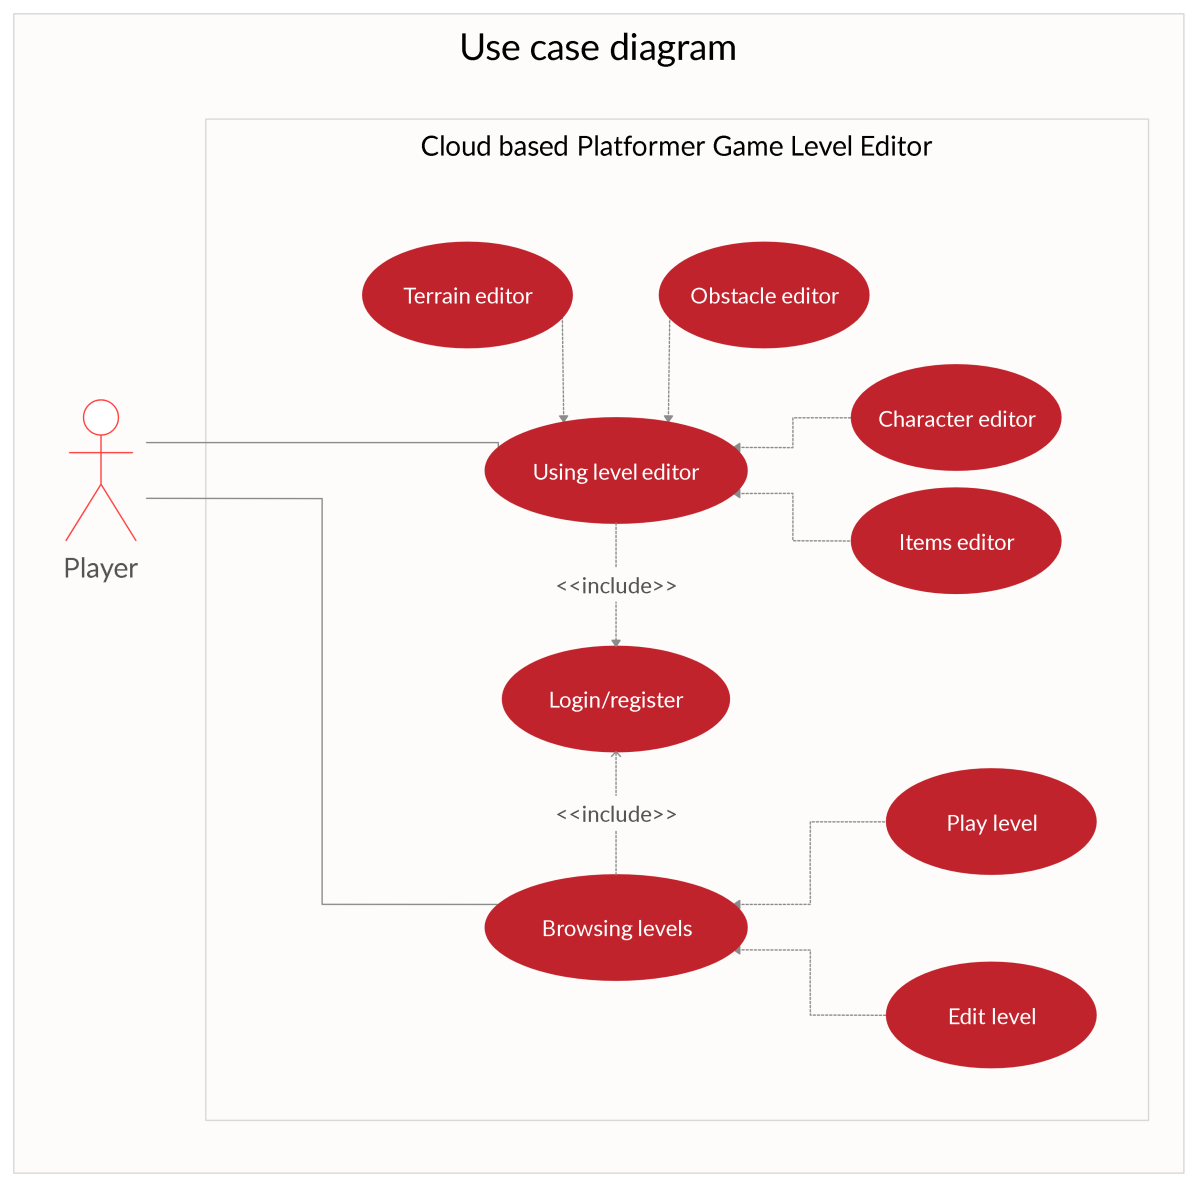 Use case diagram
Cloud based Platformer Game Level Editor
Terrain editor
Obstacle editor
Character editor
Using level editor
Items editor
Player
<<include>>
Login/register
<<include>>
Play level
Browsing levels
Edit level